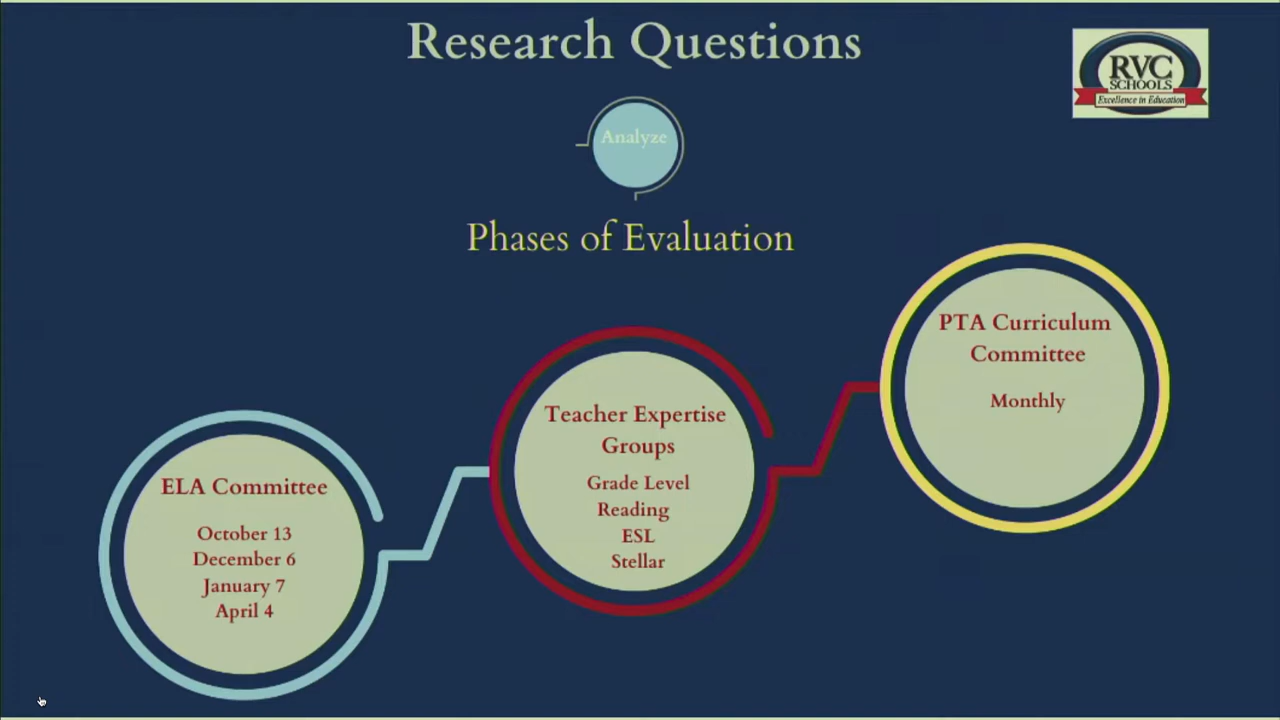 Research Questions
RVC
SCHOOLS
Excellence in Education
Analyze
Phases of Evaluation
ELA Committee
October 13
December 6
January 7
April 4
Teacher Expertise
Groups
Grade Level
Reading
ESL
Stellar
PTA Curriculum
Committee
Monthly